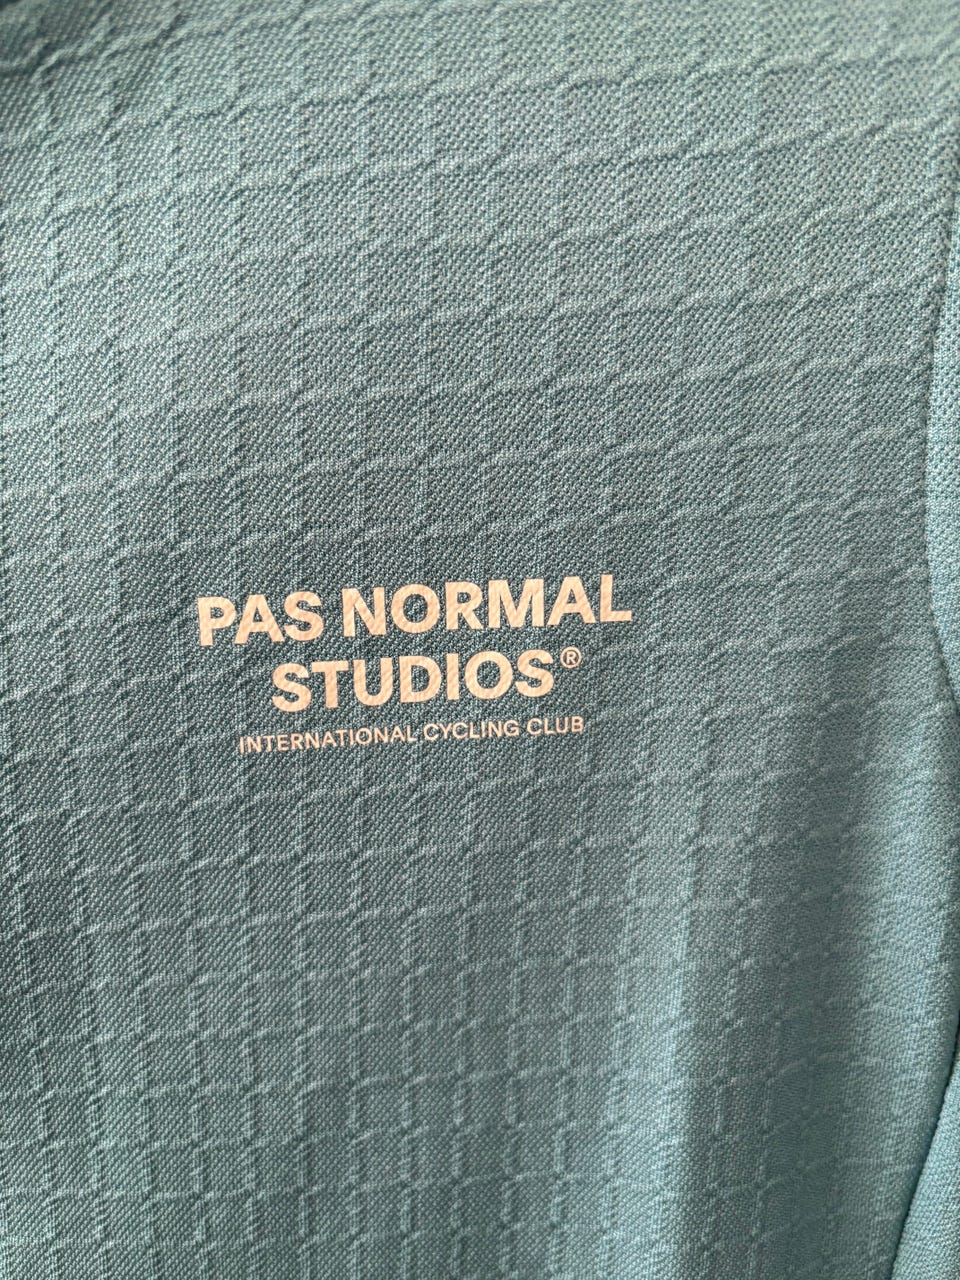 PAS NORMAL
STUDIOS®
INTERNATIONAL CYCLING CLUB